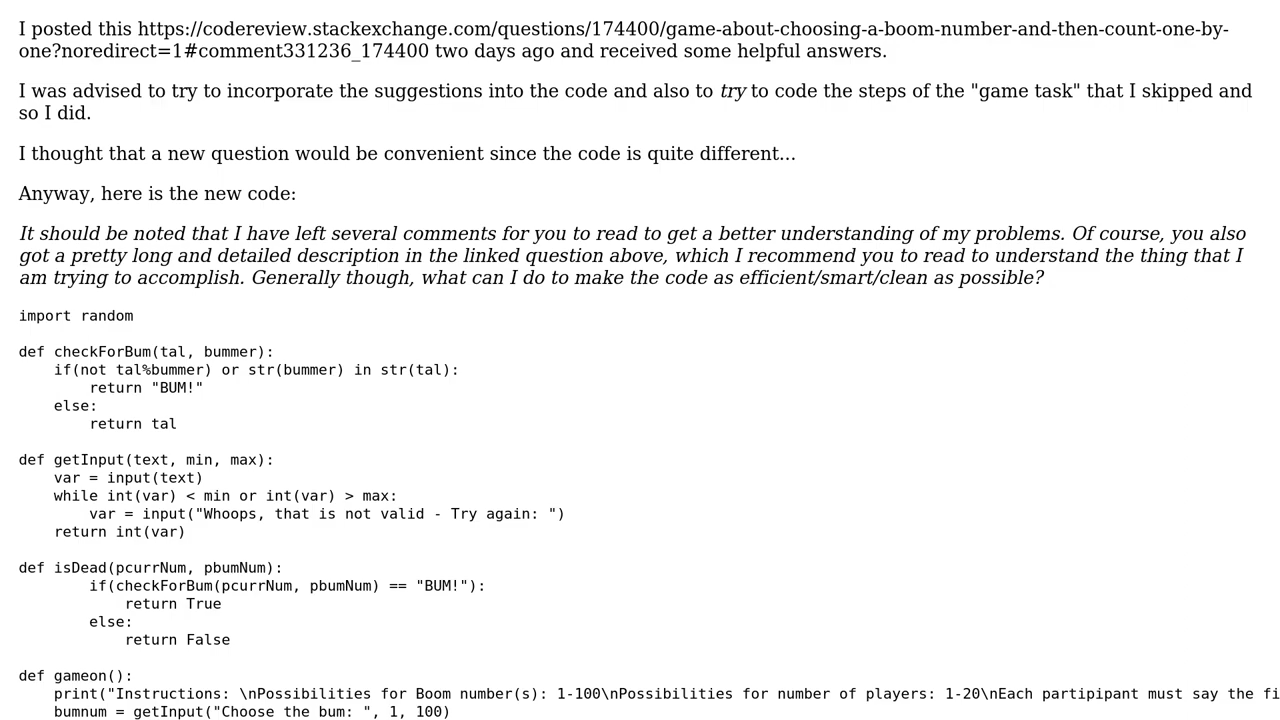 I posted this https://codereview.stackexchange.com/questions/174400/game-about-choosing-a-boom-number-and-then-count-one-by-
one?noredirect=1#comment331236_174400 two days ago and received some helpful answers.
I was advised to try to incorporate the suggestions into the code and also to try to code the steps of the "game task" that I skipped and
so I did.
I thought that a new question would be convenient since the code is quite different...
Anyway, here is the new code:
It should be noted that I have left several comments for you to read to get a better understanding of my problems. Of course, you also
got a pretty long and detailed description in the linked question above, which I recommend you to read to understand the thing that I
am trying to accomplish. Generally though, what can I do to make the code as efficient/smart/clean as possible?
import random
def checkForBum(tal, bummer):
    if(not tal%bummer) or str(bummer) in str(tal):
        return "BUM!"
    else:
        return tal
def getInput(text, min, max):
    var = input(text)
    while int(var) < min or int(var) > max:
        var = input("Whoops, that is not valid - Try again: ")
    return int(var)
def isDead(pcurrNum, pbumNum):
        if(checkForBum(pcurrNum, pbumNum) == "BUM!"):
            return True
        else:
            return False
def gameon():
    print("Instructions: \nPossibilities for Boom number(s): 1-100\nPossibilities for number of players: 1-20\nEach partipipant must say the fi
    bumnum = getInput("Choose the bum: ", 1, 100)